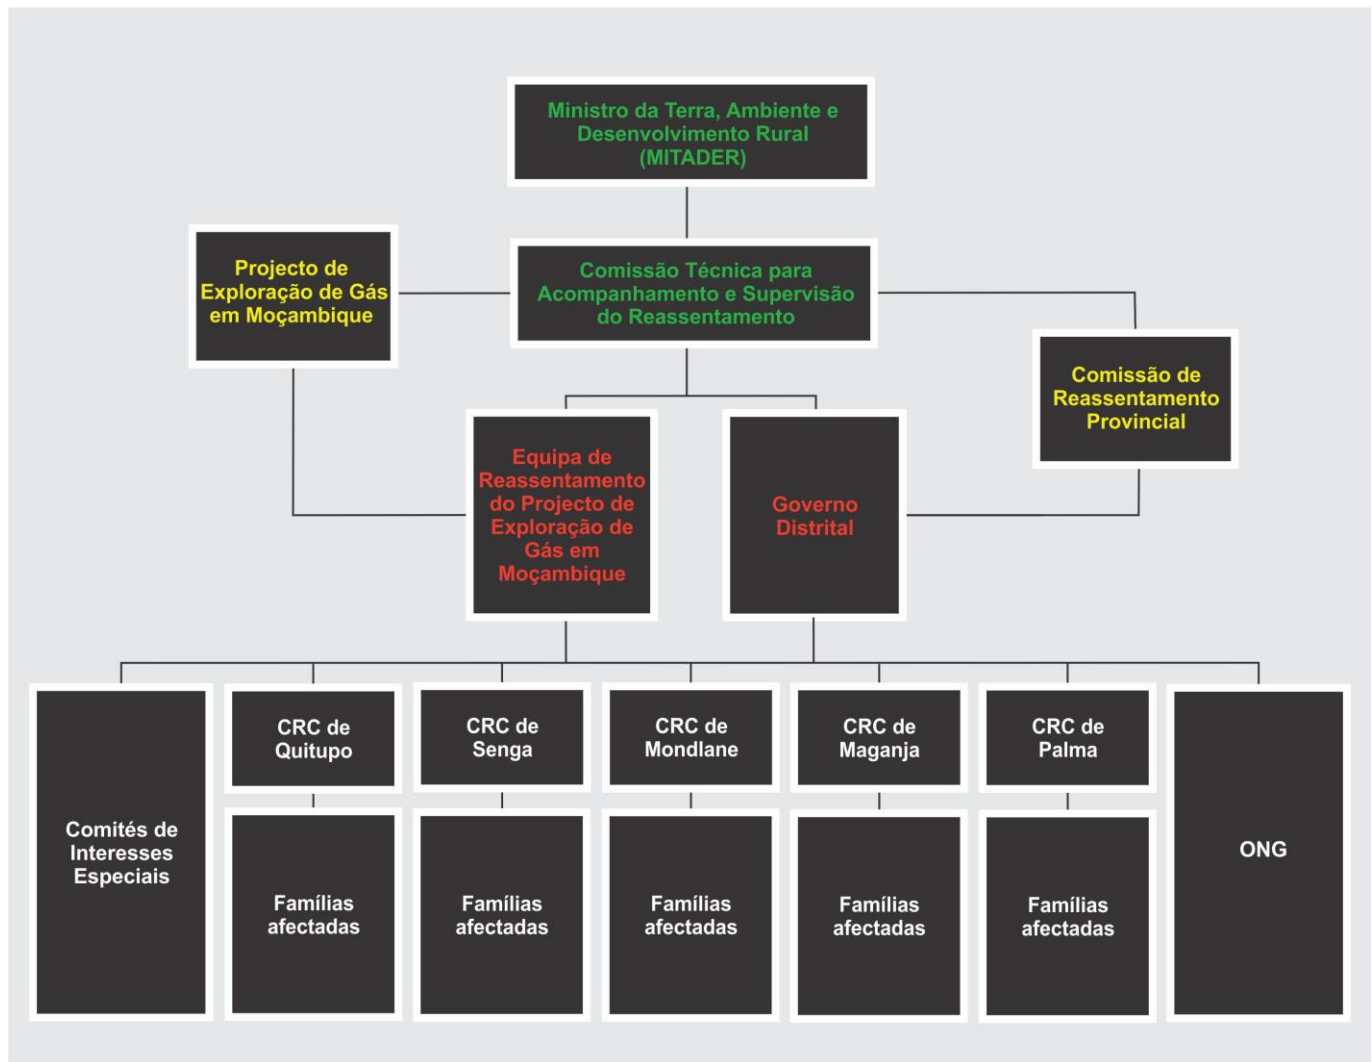 Ministro da Terra, Ambiente e
Desenvolvimento Rural
(MITADER)
Projecto de
Exploração de Gás
em Moçambique
Comissão Técnica para
Acompanhamento e Supervisão
do Reassentamento
Comissão de
Reassentamento
Provincial
Equipa de
Reassentamento
do Projecto de
Exploração de
Gás em
Moçambique
Governo
Distrital
Comités de
Interesses
Especiais
CRC de
Quitupo
CRC de
Senga
CRC de
Mondlane
CRC de
Maganja
CRC de
Palma
ONG
Famílias
afectadas
Famílias
afectadas
Famílias
afectadas
Famílias
afectadas
Famílias
afectadas